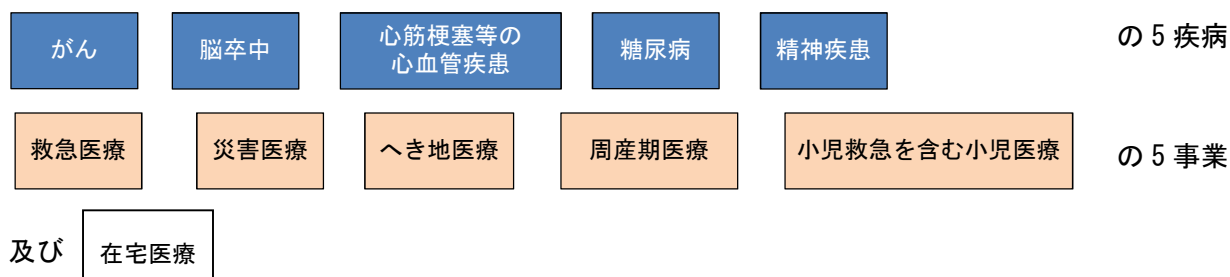 がん 脳卒中 心筋梗塞等の心血管疾患 糖尿病 精神疾患 の５疾病
救急医療 災害医療 へき地医療 周産期医療 小児救急を含む小児医療 の５事業
及び 在宅医療